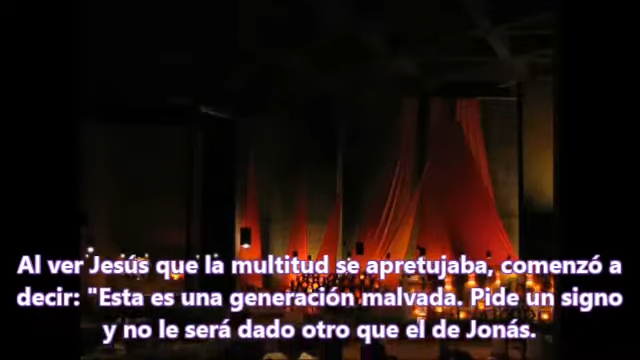 Al ver Jesús que la multitud se apretujaba, comenzó a
decir: "Esta es una generación malvada. Pide un signo
y no le será dado otro que el de Jonás.